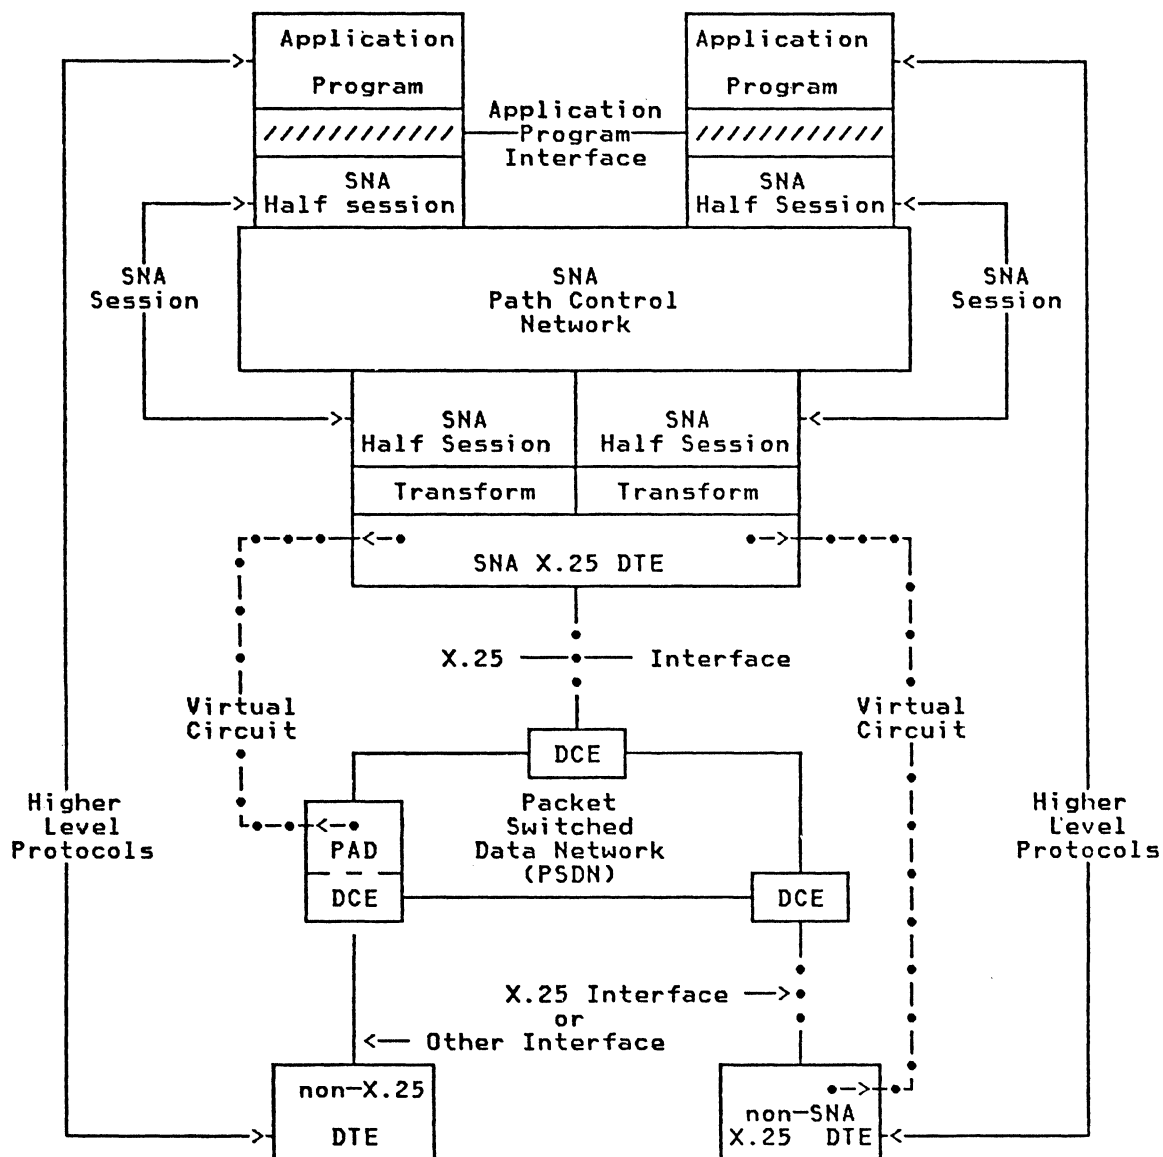 Application
Program
////////////
SNA
Half session
Application
Program
Interface
Application
Program
////////////
SNA
Half Session
SNA
Session
SNA
Path Control
Network
SNA
Session
SNA
Half Session
SNA
Half Session
Transform
Transform
SNA X.25 DTE
X.25
Interface
Virtual
Circuit
Virtual
Circuit
DCE
Higher
Level
Protocols
PAD
DCE
Packet
Switched
Data Network
(PSDN)
DCE
Higher
Level
Protocols
X.25 Interface
or
Other Interface
non-X.25
DTE
non-SNA
X.25 DTE